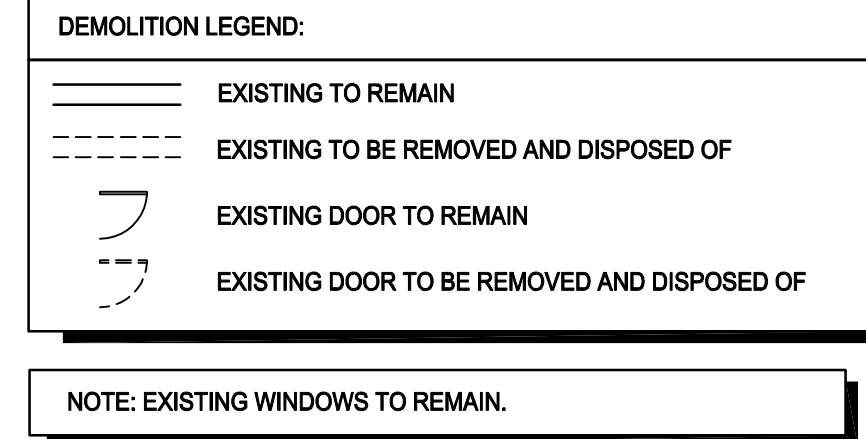 DEMOLITION LEGEND:
EXISTING TO REMAIN
EXISTING TO BE REMOVED AND DISPOSED OF
EXISTING DOOR TO REMAIN
EXISTING DOOR TO BE REMOVED AND DISPOSED OF
NOTE: EXISTING WINDOWS TO REMAIN.